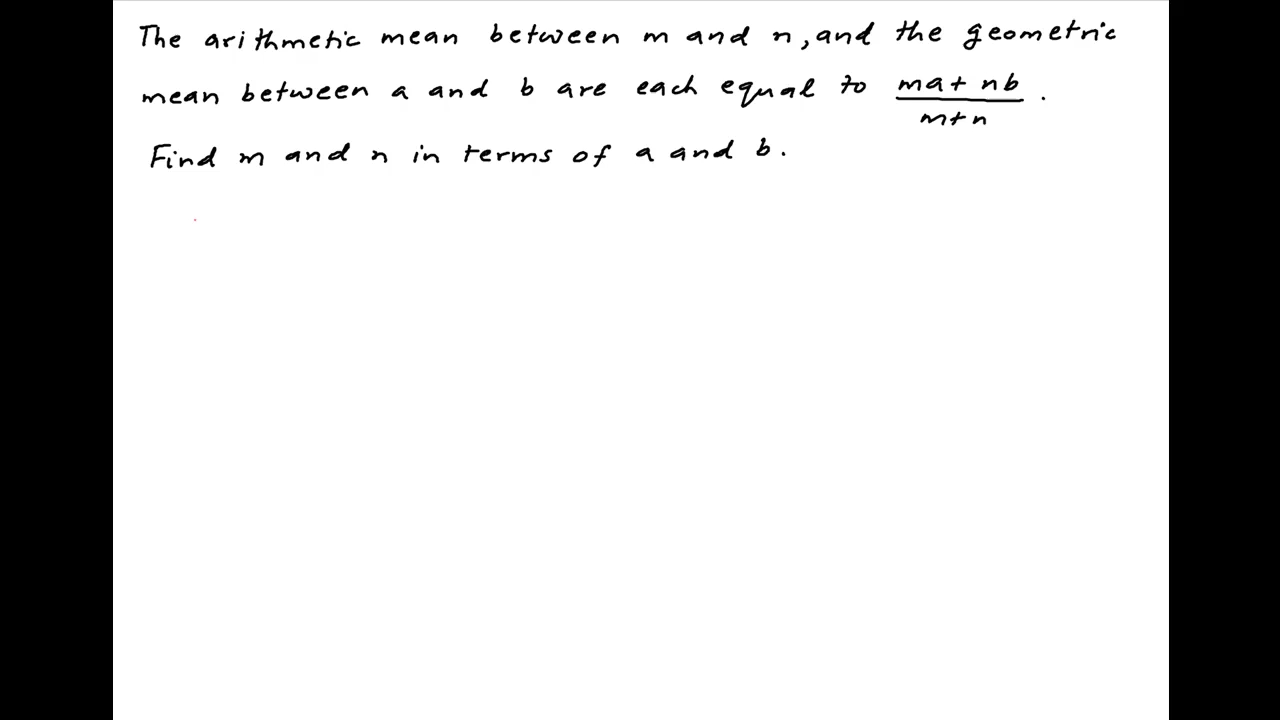 The arithmetic mean between m and n, and the geometric
mean between a and b are each equal to \frac{ma + nb}{m+n}.
Find m and n in terms of a and b.